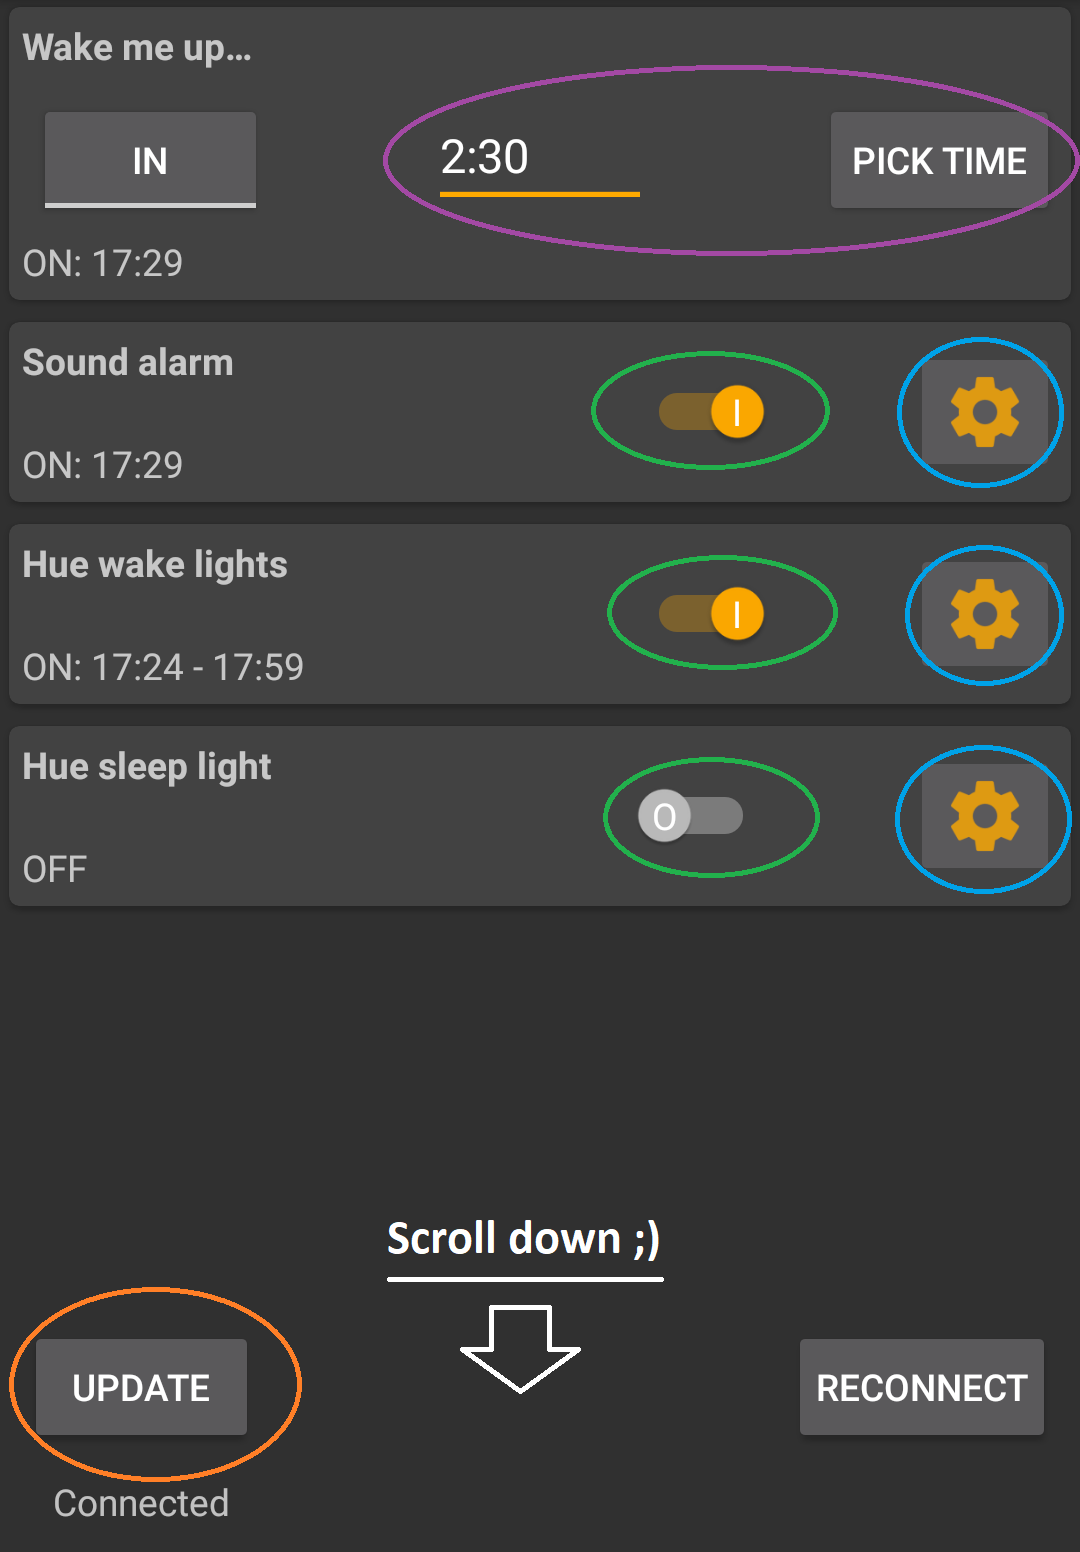 Wake me up...
IN
2:30
PICK TIME
ON: 17:29
Sound alarm
I
ON: 17:29
Hue wake lights
I
ON: 17:24 - 17:59
Hue sleep light
O
OFF
Scroll down ;)
UPDATE
RECONNECT
Connected